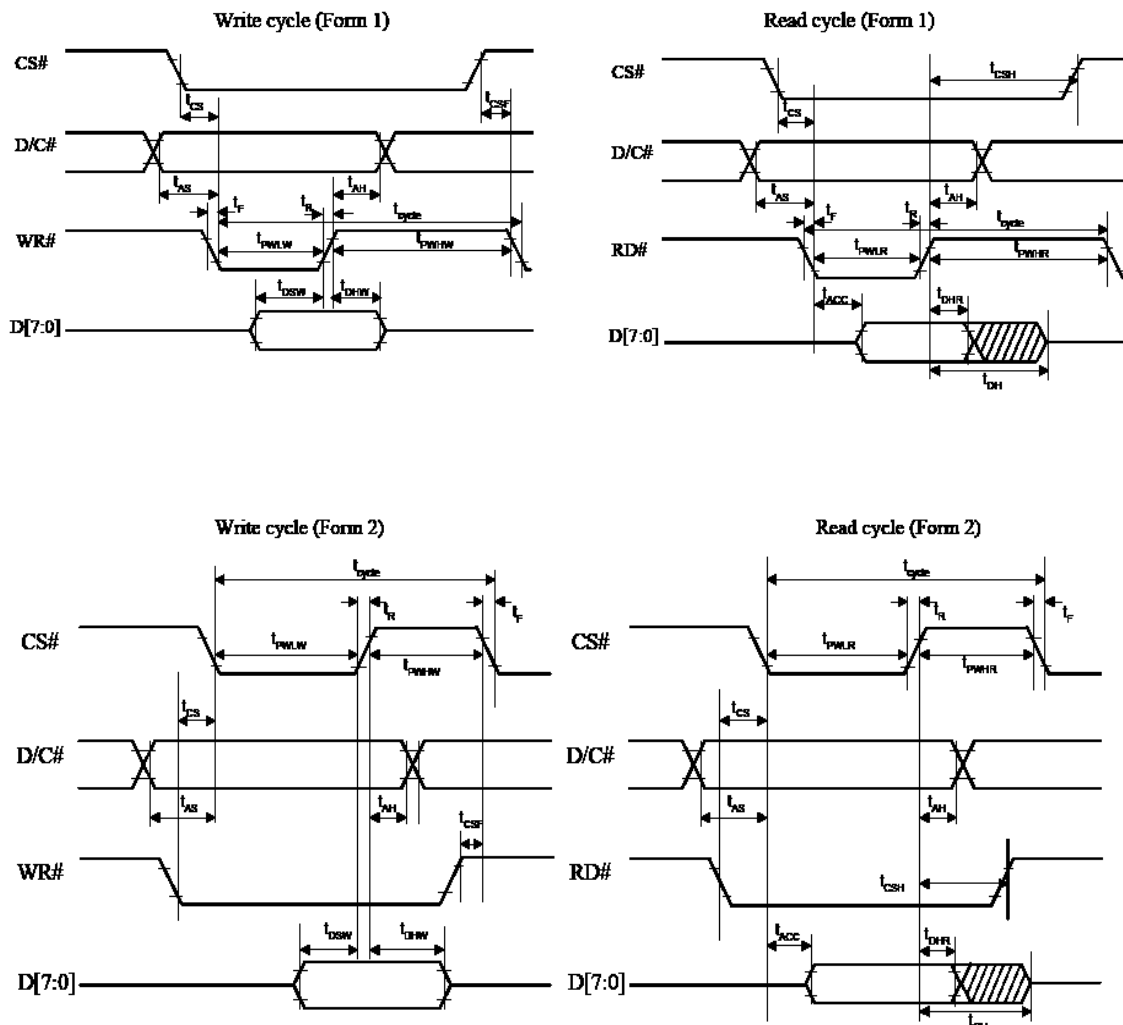 Write cycle (Form 1)
CS#
tCS
tCSF
D/C#
tAS
tF
tR
tAH
tcycle
WR#
tPWLW
tPWHW
tDSW
tDHW
D[7:0]
Read cycle (Form 1)
CS#
tCSH
tCS
D/C#
tAS
tF
tR
tAH
tcycle
RD#
tPWLR
tPWHR
tACC
tDHR
D[7:0]
tDH
Write cycle (Form 2)
tcycle
tR
tF
CS#
tPWLW
tPWHW
tCS
D/C#
tAS
tAH
tCSF
WR#
tDSW
tDHW
D[7:0]
Read cycle (Form 2)
tcycle
tR
tF
CS#
tPWLR
tPWHR
tCS
D/C#
tAS
tAH
RD#
tCSH
tACC
tDHR
D[7:0]